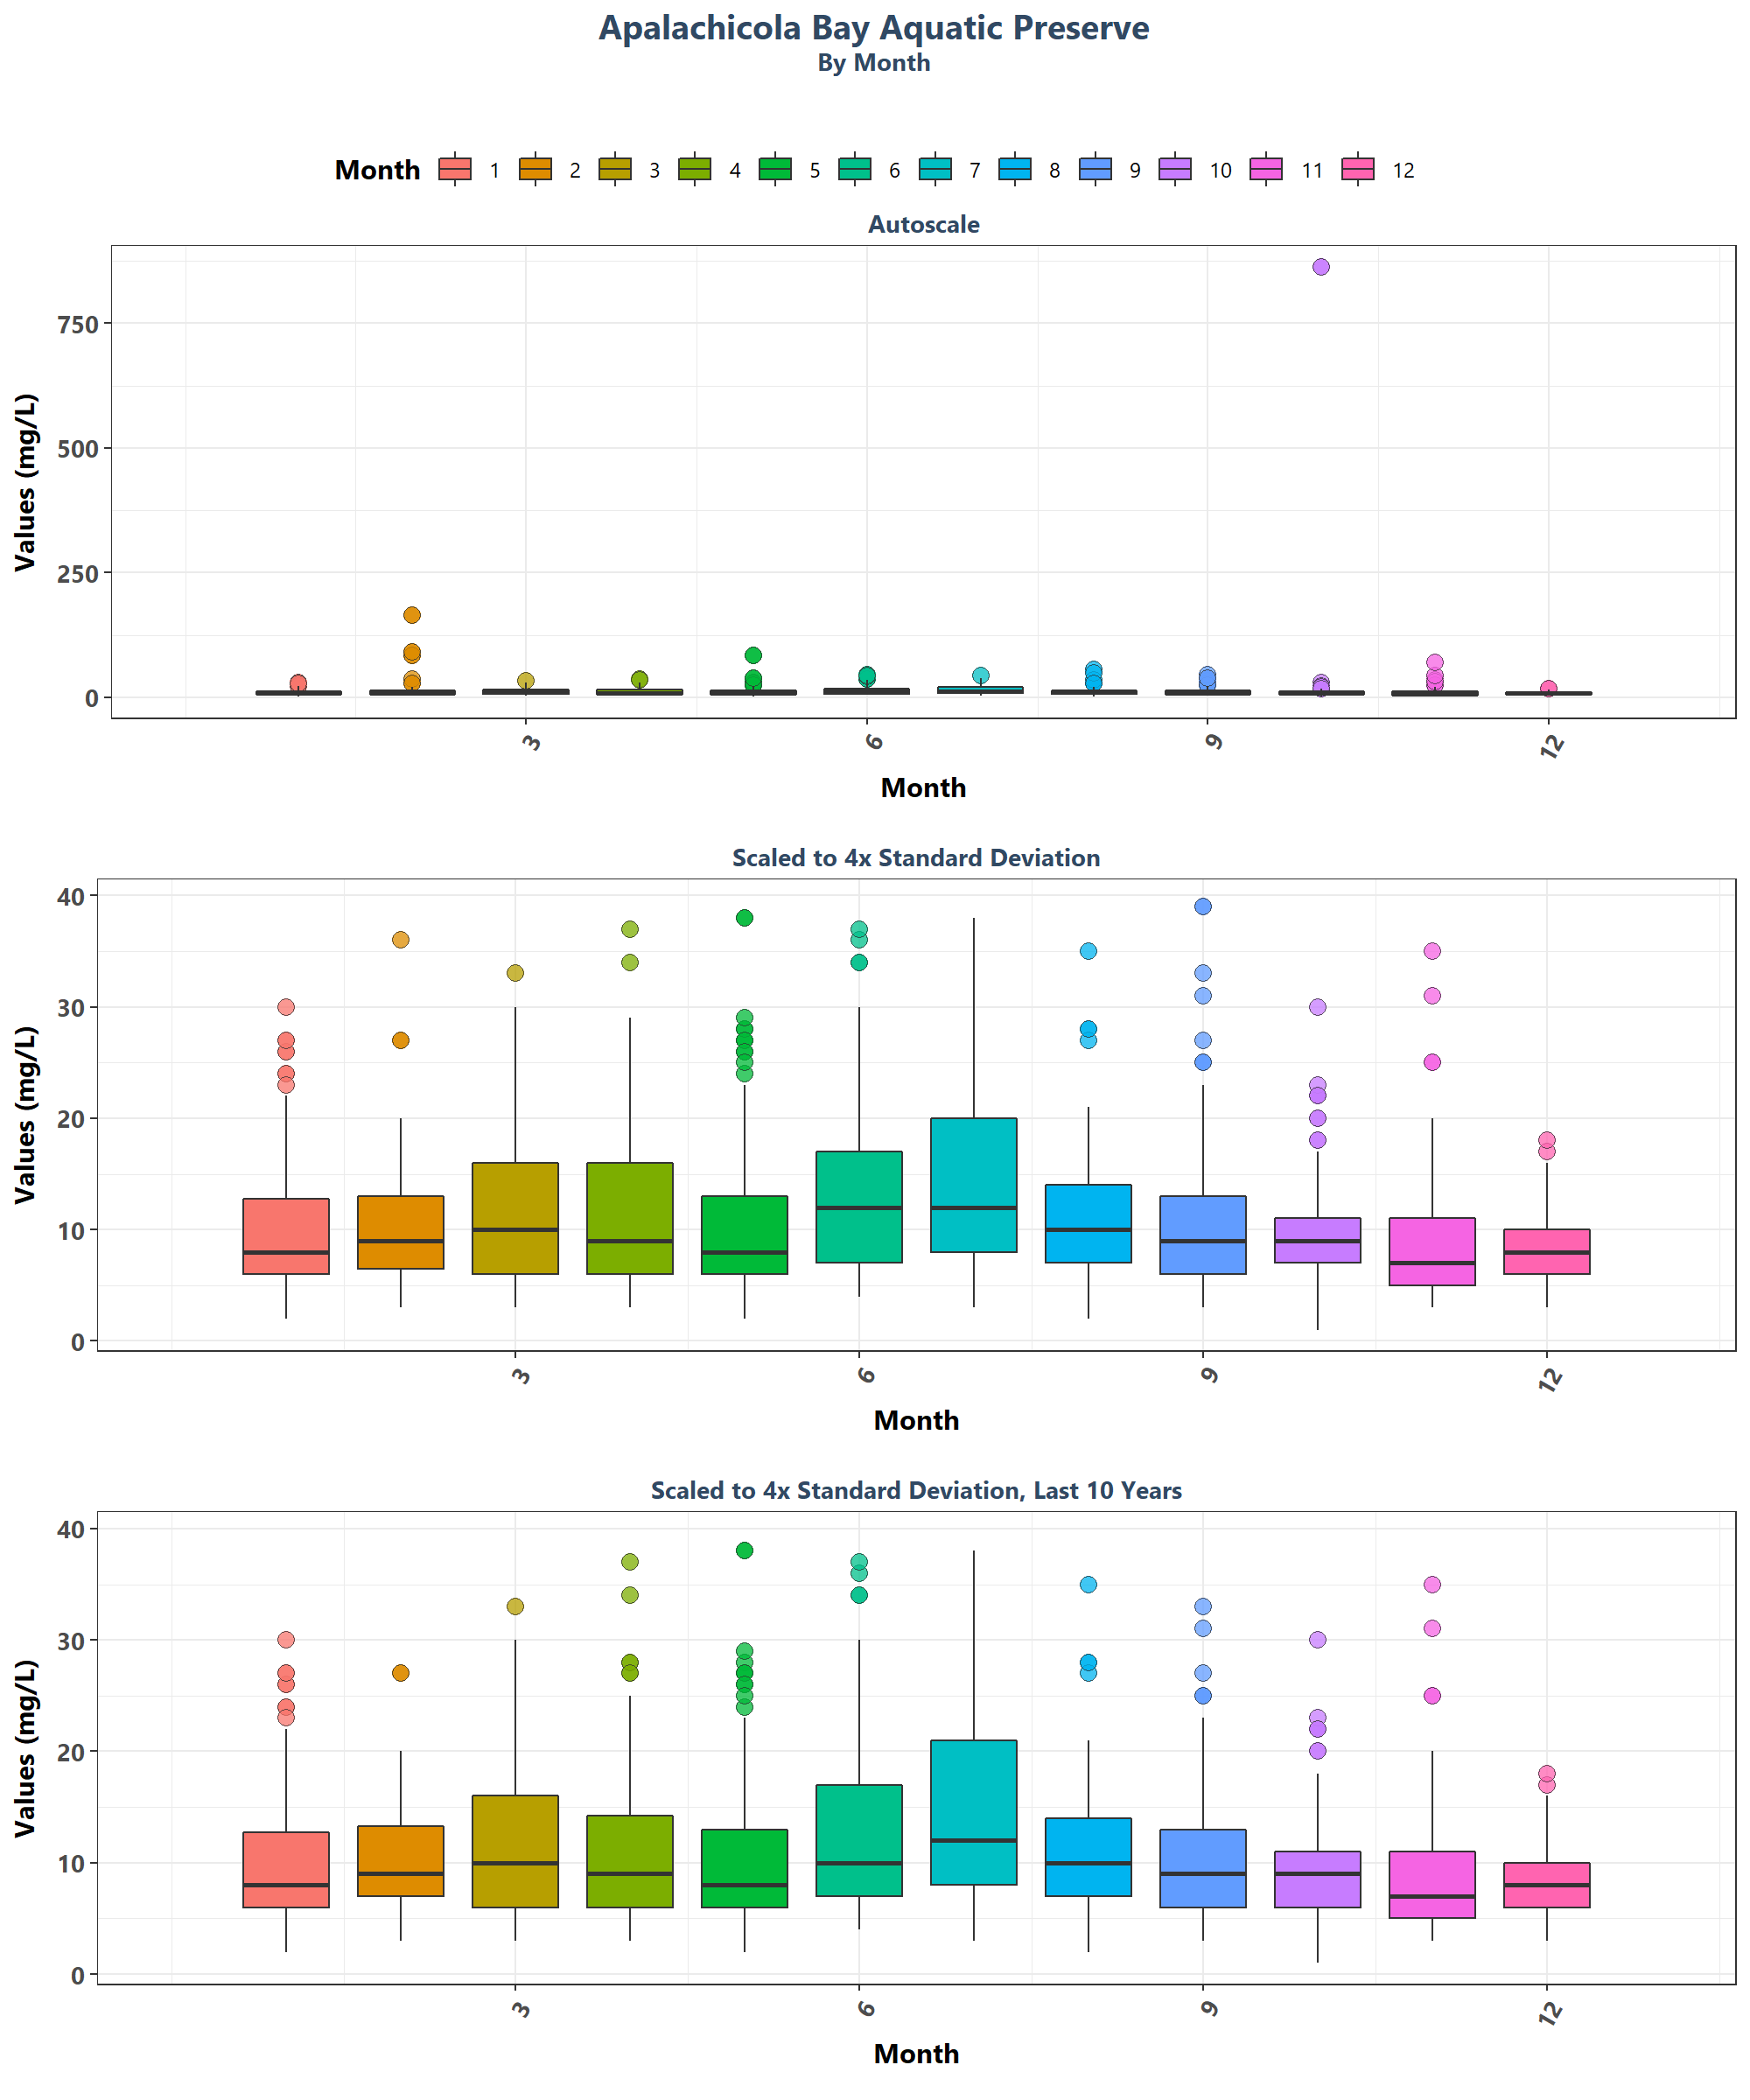 Apalachicola Bay Aquatic Preserve
By Month
Month 1 2 3 4 5 6 7 8 9 10 11 12
Autoscale
Values (mg/L)
750
500
250
0
3 6 9 12
Month
Scaled to 4x Standard Deviation
Values (mg/L)
40
30
20
10
0
3 6 9 12
Month
Scaled to 4x Standard Deviation, Last 10 Years
Values (mg/L)
40
30
20
10
0
3 6 9 12
Month